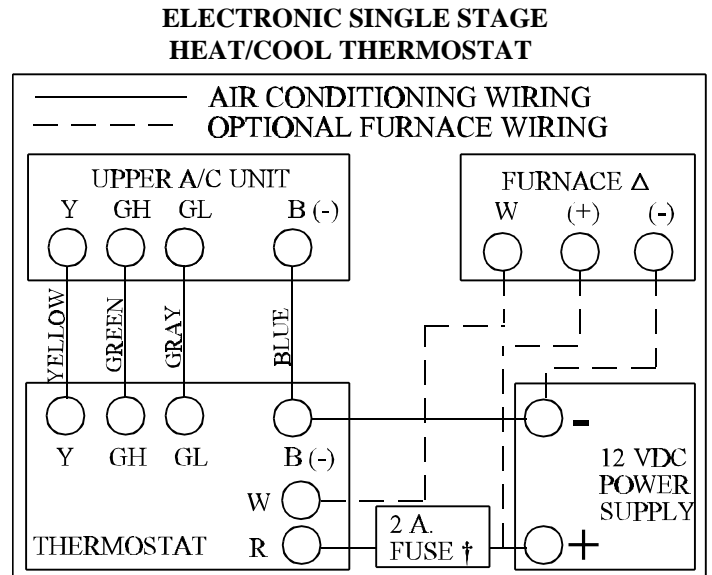 ELECTRONIC SINGLE STAGE
HEAT/COOL THERMOSTAT
AIR CONDITIONING WIRING
OPTIONAL FURNACE WIRING
UPPER A/C UNIT
Y GH GL B (-)
FURNACE Δ
W (+) (-)
YELLOW
GREEN
GRAY
BLUE
Y GH GL B (-)
W
R
THERMOSTAT
2 A.
FUSE †
-
+
12 VDC
POWER
SUPPLY